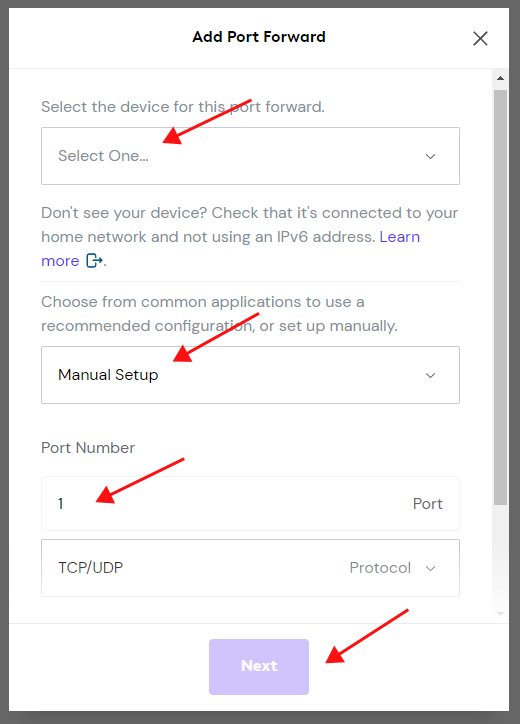 Add Port Forward
Select the device for this port forward.
Select One...
Don't see your device? Check that it's connected to your
home network and not using an IPv6 address. Learn
more .
Choose from common applications to use a
recommended configuration, or set up manually.
Manual Setup
Port Number
1 Port
TCP/UDP Protocol
Next